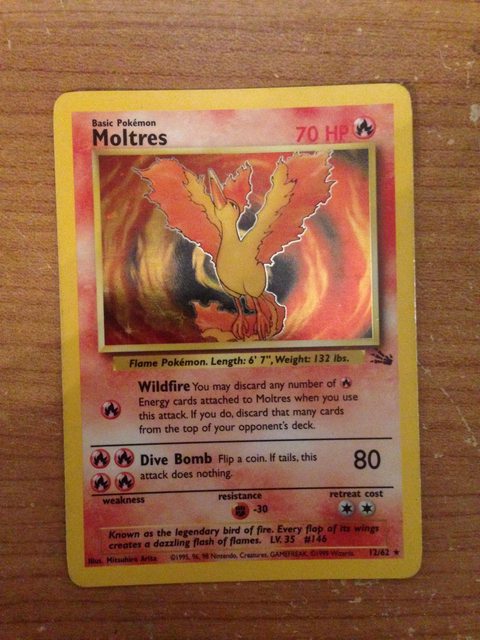 Basic Pokémon
Moltres
70 HP
Flame Pokémon. Length: 6' 7", Weight: 132 lbs.
Wildfire You may discard any number of
Energy cards attached to Moltres when you use
this attack. If you do, discard that many cards
from the top of your opponent's deck.
Dive Bomb Flip a coin. If tails, this
attack does nothing.
80
weakness
resistance
retreat cost
-30
Known as the legendary bird of fire. Every flap of its wings
creates a dazzling flash of flames. LV. 35 #146
Illus. Mitsuhiro Arita
©1995, 96, 98 Nintendo, Creatures, GAMEFREAK. ©1999 Wizards.
12/62